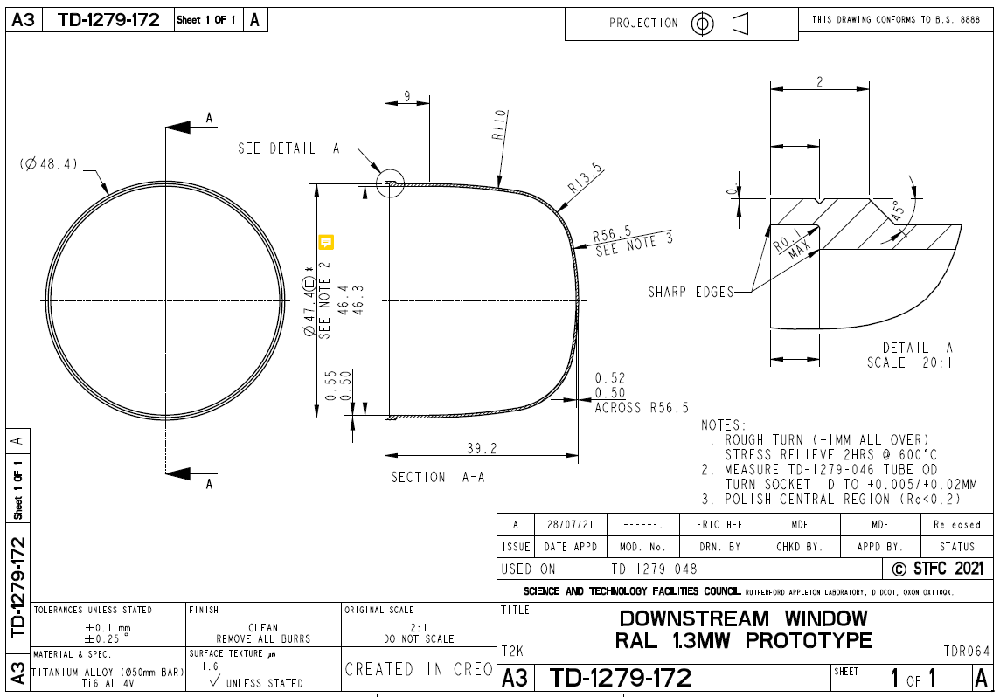 A3 TD-1279-172 Sheet 1 OF 1 A
PROJECTION
THIS DRAWING CONFORMS TO B.S. 8888
A
(Ø48.4)
A
SEE DETAIL A
9
R110
R13.5
R56.5
SEE NOTE 3
Ø47.4Ⓔ*
SEE NOTE 2
46.4
46.3
0.55
0.50
0.52
0.50
ACROSS R56.5
39.2
SECTION A-A
2
1
0.1
45°
R0.1
MAX
SHARP EDGES
1
DETAIL A
SCALE 20:1
NOTES:
1. ROUGH TURN (+1MM ALL OVER)
STRESS RELIEVE 2HRS @ 600°C
2. MEASURE TD-1279-046 TUBE OD
TURN SOCKET ID TO +0.005/+0.02MM
3. POLISH CENTRAL REGION (Ra<0.2)
A3 TD-1279-172 Sheet 1 OF 1 A
A 28/07/21 ------. ERIC H-F MDF MDF Released
ISSUE DATE APPD MOD. No. DRN. BY CHKD BY. APPD BY. STATUS
USED ON TD-1279-048 © STFC 2021
SCIENCE AND TECHNOLOGY FACILITIES COUNCIL RUTHERFORD APPLETON LABORATORY, DIDCOT, OXON OX11 0QX.
TOLERANCES UNLESS STATED
±0.1 mm
±0.25 °
FINISH
CLEAN
REMOVE ALL BURRS
ORIGINAL SCALE
2:1
DO NOT SCALE
MATERIAL & SPEC.
TITANIUM ALLOY (Ø50mm BAR)
Ti6 AL 4V
SURFACE TEXTURE µm
1.6
UNLESS STATED
CREATED IN CREO
TITLE
DOWNSTREAM WINDOW
RAL 1.3MW PROTOTYPE
T2K TDR064
A3 TD-1279-172 SHEET 1 OF 1 A